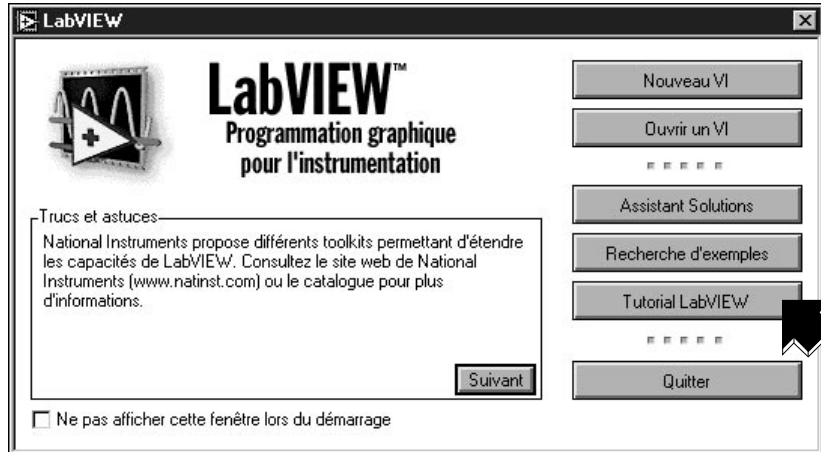 LabVIEW
LabVIEW™
Programmation graphique
pour l'instrumentation
Trucs et astuces
National Instruments propose différents toolkits permettant d'étendre
les capacités de LabVIEW. Consultez le site web de National
Instruments (www.natinst.com) ou le catalogue pour plus
d'informations.
Suivant
Ne pas afficher cette fenêtre lors du démarrage
Nouveau VI
Ouvrir un VI
Assistant Solutions
Recherche d'exemples
Tutorial LabVIEW
Quitter